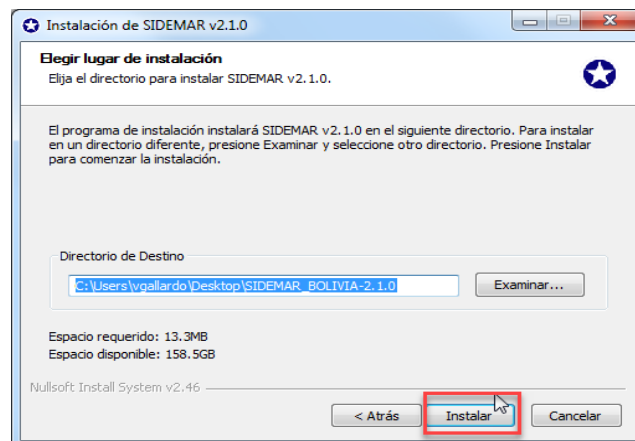 Instalación de SIDEMAR v2.1.0
Elegir lugar de instalación
Elija el directorio para instalar SIDEMAR v2.1.0.
El programa de instalación instalará SIDEMAR v2.1.0 en el siguiente directorio. Para instalar
en un directorio diferente, presione Examinar y seleccione otro directorio. Presione Instalar
para comenzar la instalación.
Directorio de Destino
C:\Users\vgallardo\Desktop\SIDEMAR_BOLIVIA-2.1.0
Examinar...
Espacio requerido: 13.3MB
Espacio disponible: 158.5GB
Nullsoft Install System v2.46
< Atrás
Instalar
Cancelar